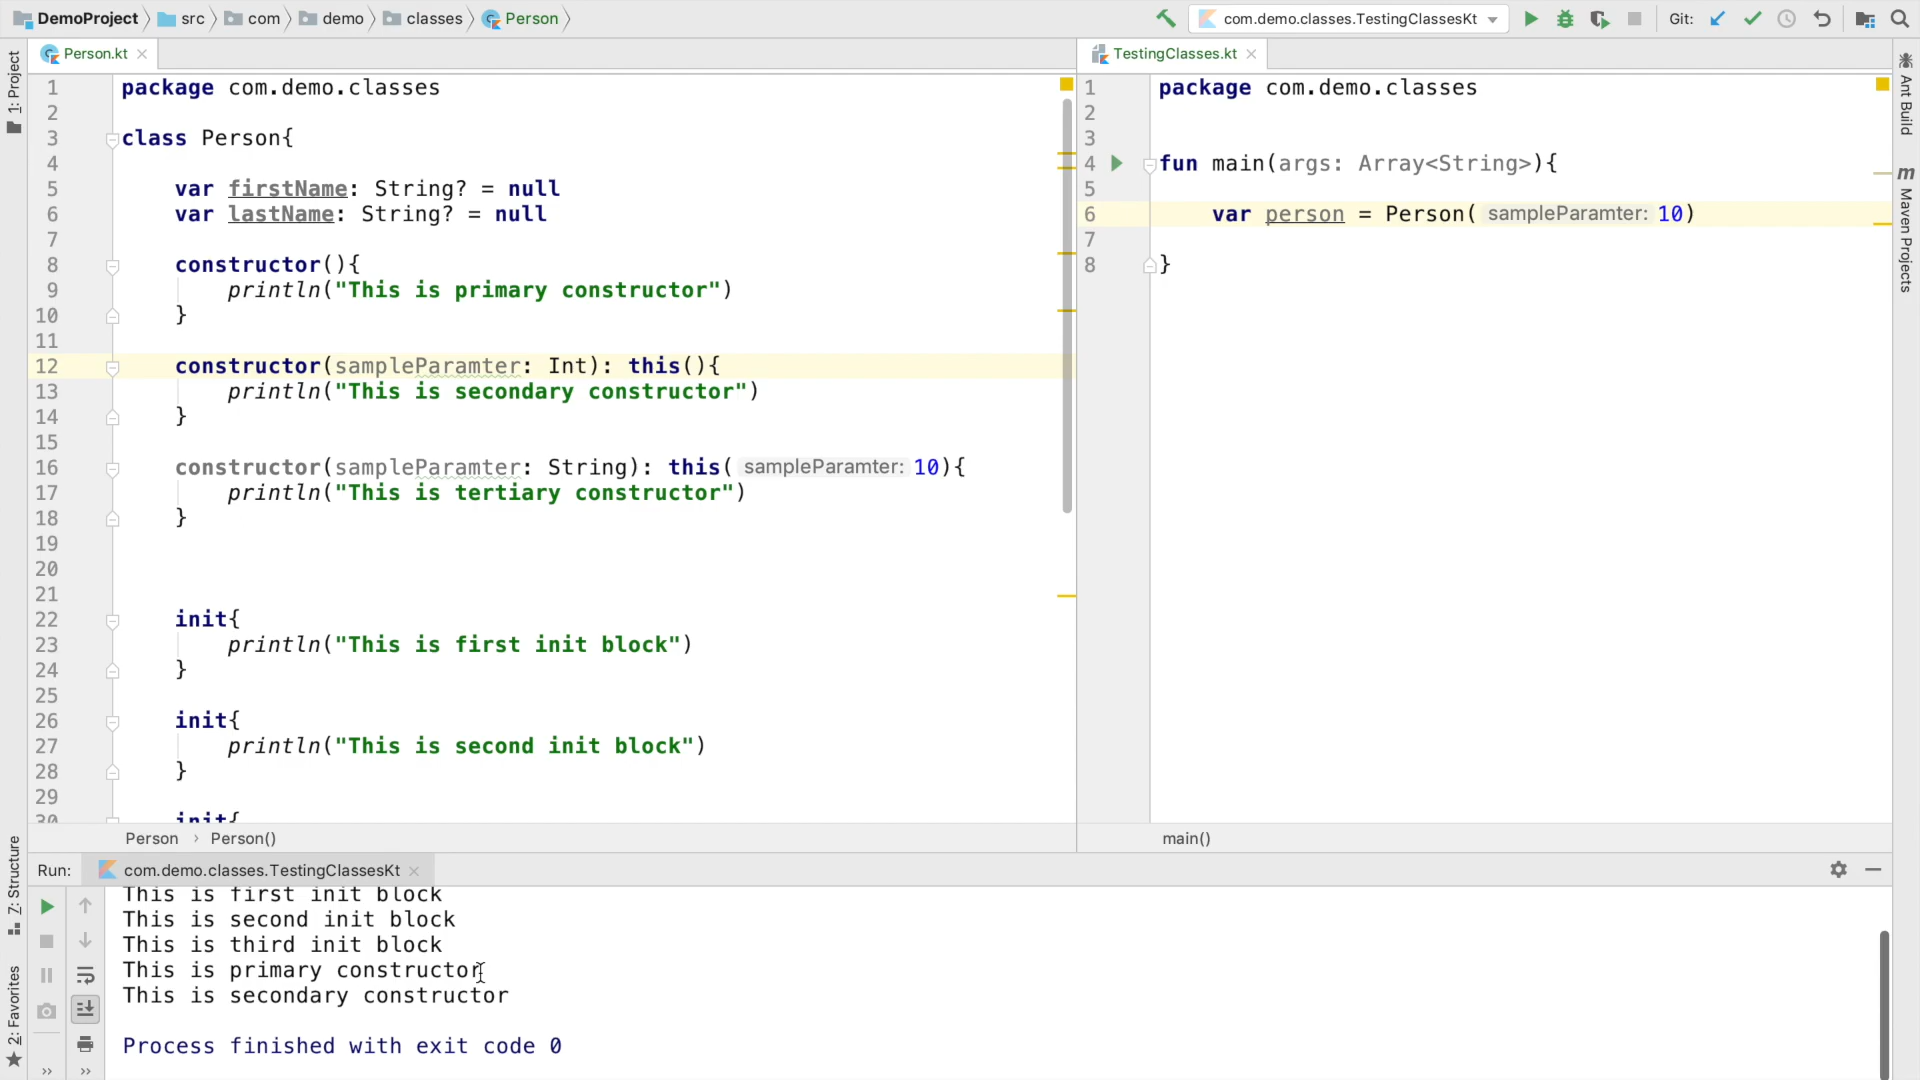 DemoProject src com demo classes Person com.demo.classes.TestingClassesKt Git:
Person.kt
TestingClasses.kt
1: Project
Ant Build
Maven Projects
1 package com.demo.classes
2
3 class Person{
4
5 var firstName: String? = null
6 var lastName: String? = null
7
8 constructor(){
9 println("This is primary constructor")
10 }
11
12 constructor(sampleParamter: Int): this(){
13 println("This is secondary constructor")
14 }
15
16 constructor(sampleParamter: String): this( sampleParamter: 10){
17 println("This is tertiary constructor")
18 }
19
20
21
22 init{
23 println("This is first init block")
24 }
25
26 init{
27 println("This is second init block")
28 }
29
30 init{
Person › Person()
1 package com.demo.classes
2
3
4 fun main(args: Array<String>){
5
6 var person = Person( sampleParamter: 10)
7
8 }
main()
7: Structure
2: Favorites
Run: com.demo.classes.TestingClassesKt
This is first init block
This is second init block
This is third init block
This is primary constructor
This is secondary constructor
Process finished with exit code 0